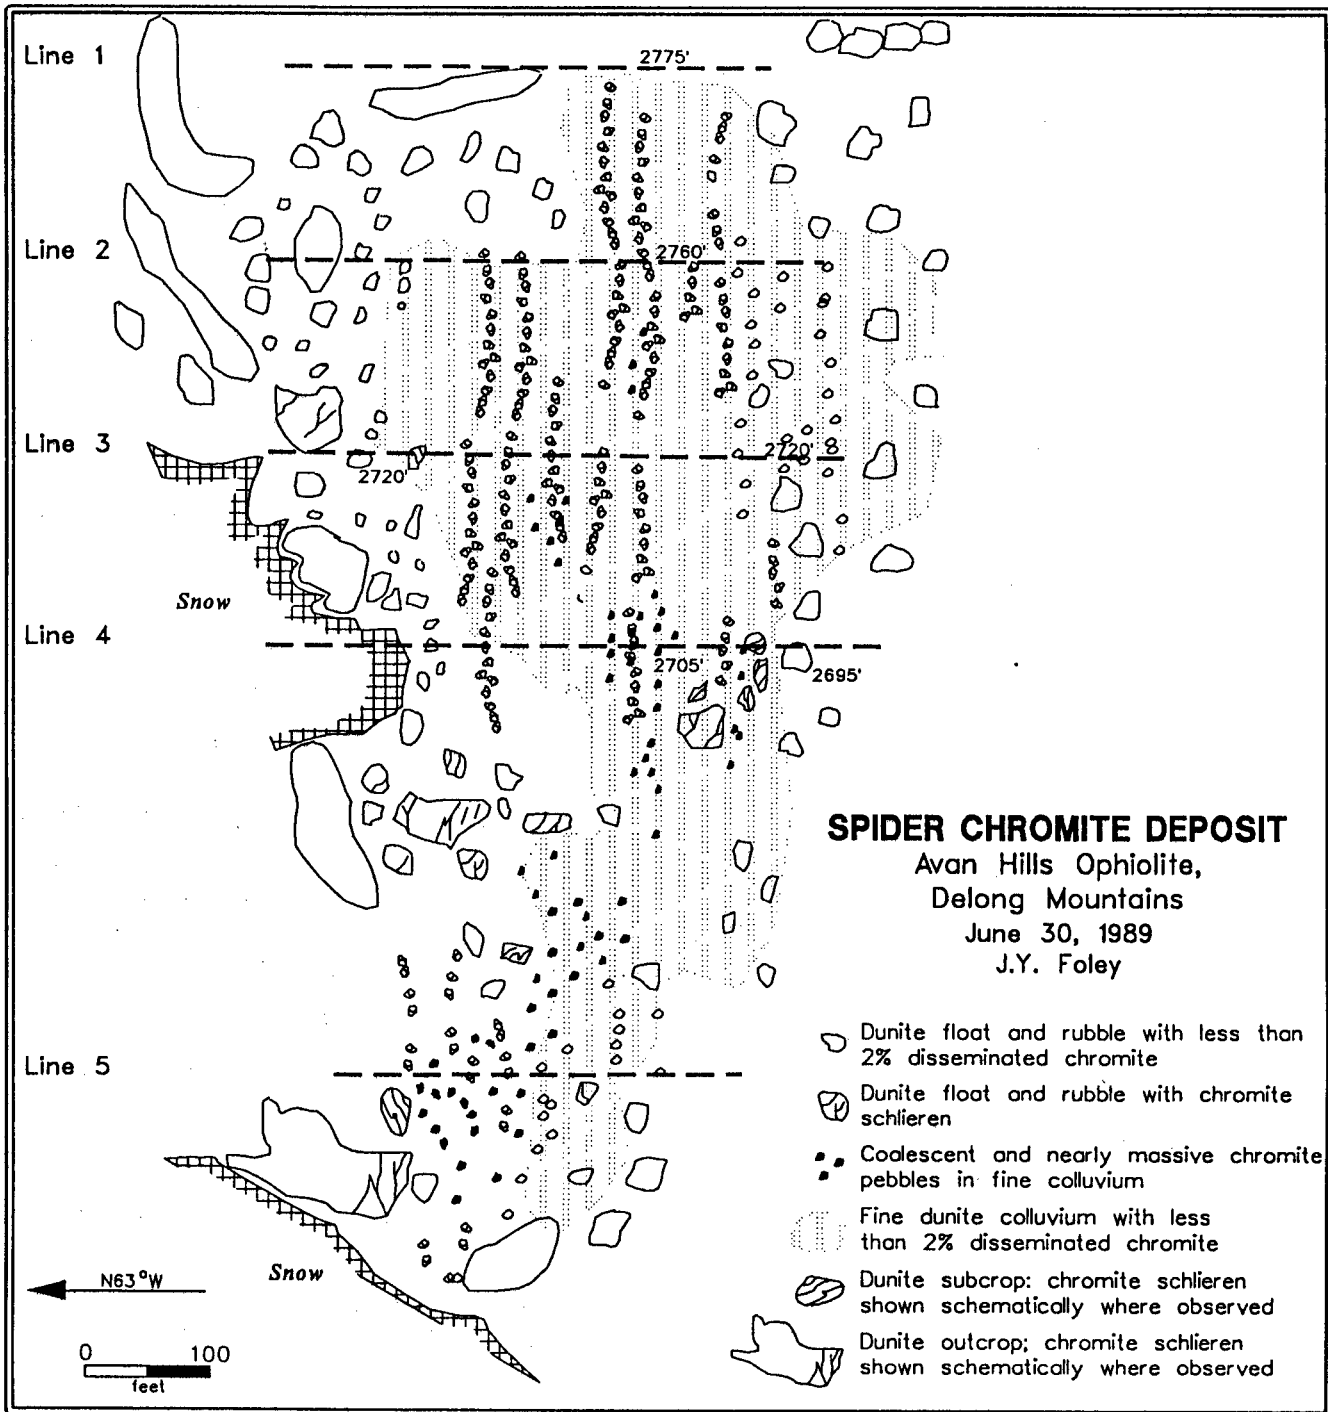 Line 1
2775'
Line 2
2760'
Line 3
2720'
2720'
Snow
Line 4
2705'
2695'
SPIDER CHROMITE DEPOSIT
Avan Hills Ophiolite,
Delong Mountains
June 30, 1989
J.Y. Foley
Line 5
Dunite float and rubble with less than
2% disseminated chromite
Dunite float and rubble with chromite
schlieren
Coalescent and nearly massive chromite
pebbles in fine colluvium
Fine dunite colluvium with less
than 2% disseminated chromite
Dunite subcrop: chromite schlieren
shown schematically where observed
Dunite outcrop; chromite schlieren
shown schematically where observed
Snow
N63°W
0 100
feet